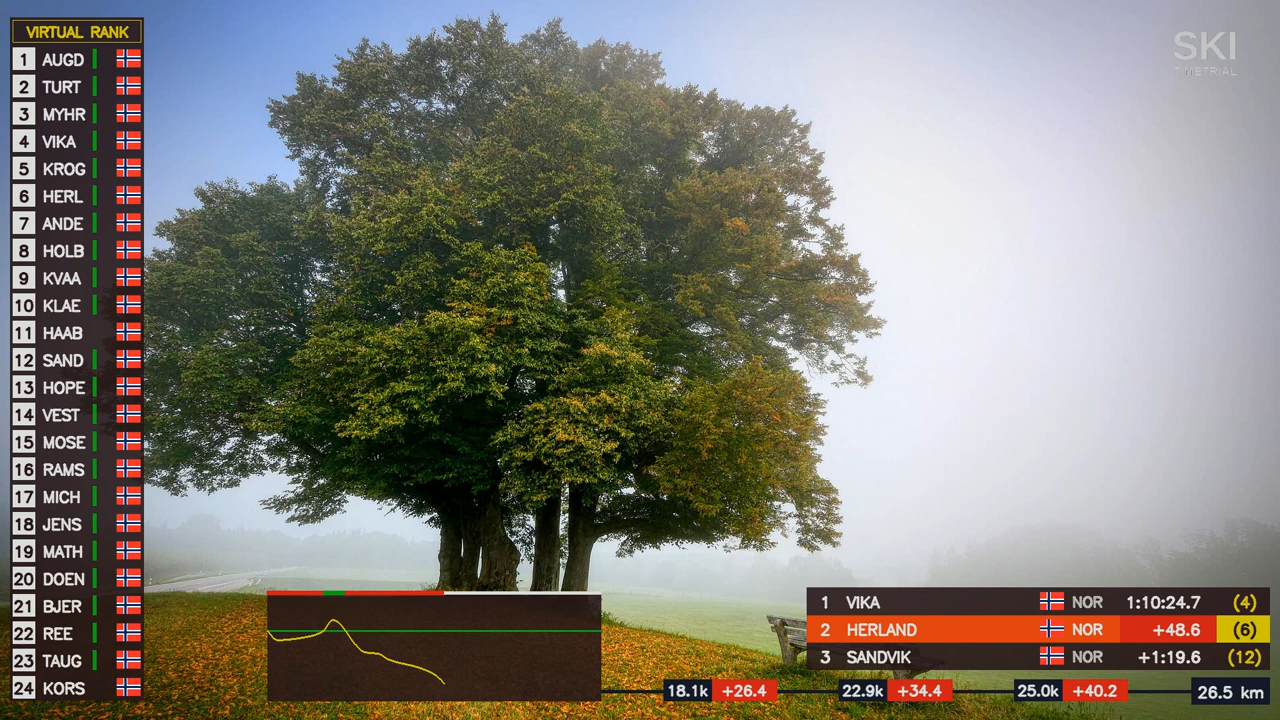 VIRTUAL RANK
1 AUGD
2 TURT
3 MYHR
4 VIKA
5 KROG
6 HERL
7 ANDE
8 HOLB
9 KVAA
10 KLAE
11 HAAB
12 SAND
13 HOPE
14 VEST
15 MOSE
16 RAMS
17 MICH
18 JENS
19 MATH
20 DOEN
21 BJER
22 REE
23 TAUG
24 KORS
SKI
TIMETRIAL
1 VIKA NOR 1:10:24.7 (4)
2 HERLAND NOR +48.6 (6)
3 SANDVIK NOR +1:19.6 (12)
18.1k +26.4 22.9k +34.4 25.0k +40.2 26.5 km